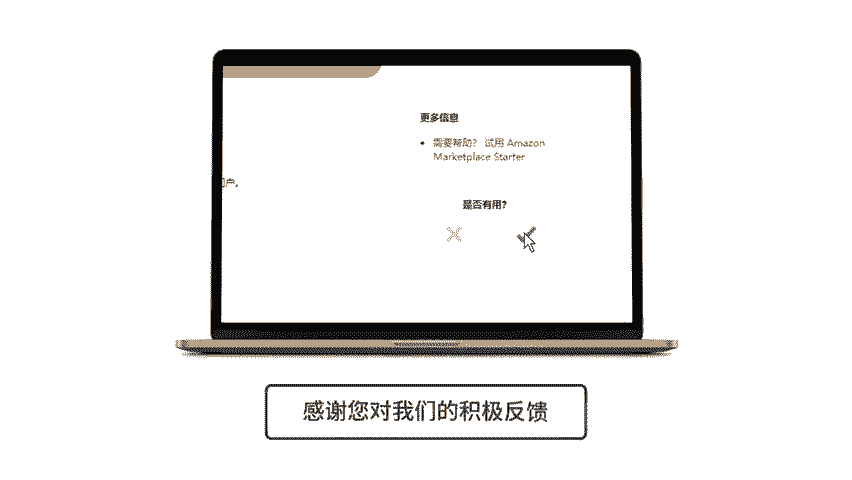 更多信息
需要帮助? 试用 Amazon
Marketplace Starter
户。
是否有用?
感谢您对我们的积极反馈